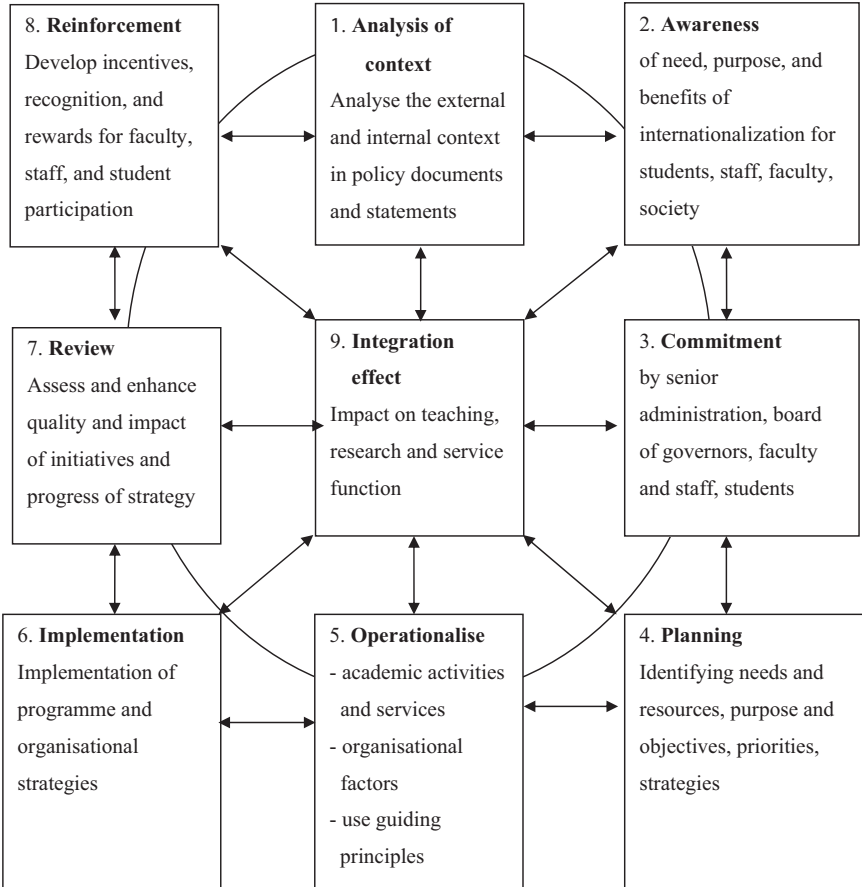 8. Reinforcement
Develop incentives,
recognition, and
rewards for faculty,
staff, and student
participation
1. Analysis of
context
Analyse the external
and internal context
in policy documents
and statements
2. Awareness
of need, purpose, and
benefits of
internationalization for
students, staff, faculty,
society
7. Review
Assess and enhance
quality and impact
of initiatives and
progress of strategy
9. Integration
effect
Impact on teaching,
research and service
function
3. Commitment
by senior
administration, board
of governors, faculty
and staff, students
6. Implementation
Implementation of
programme and
organisational
strategies
5. Operationalise
- academic activities
and services
- organisational
factors
- use guiding
principles
4. Planning
Identifying needs and
resources, purpose and
objectives, priorities,
strategies